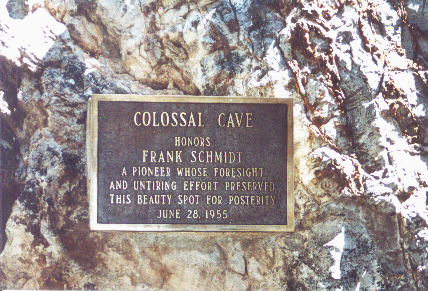 COLOSSAL CAVE
HONORS
FRANK SCHMIDT
A PIONEER WHOSE FORESIGHT
AND UNTIRING EFFORT PRESERVED
THIS BEAUTY SPOT FOR POSTERITY
JUNE 28, 1955